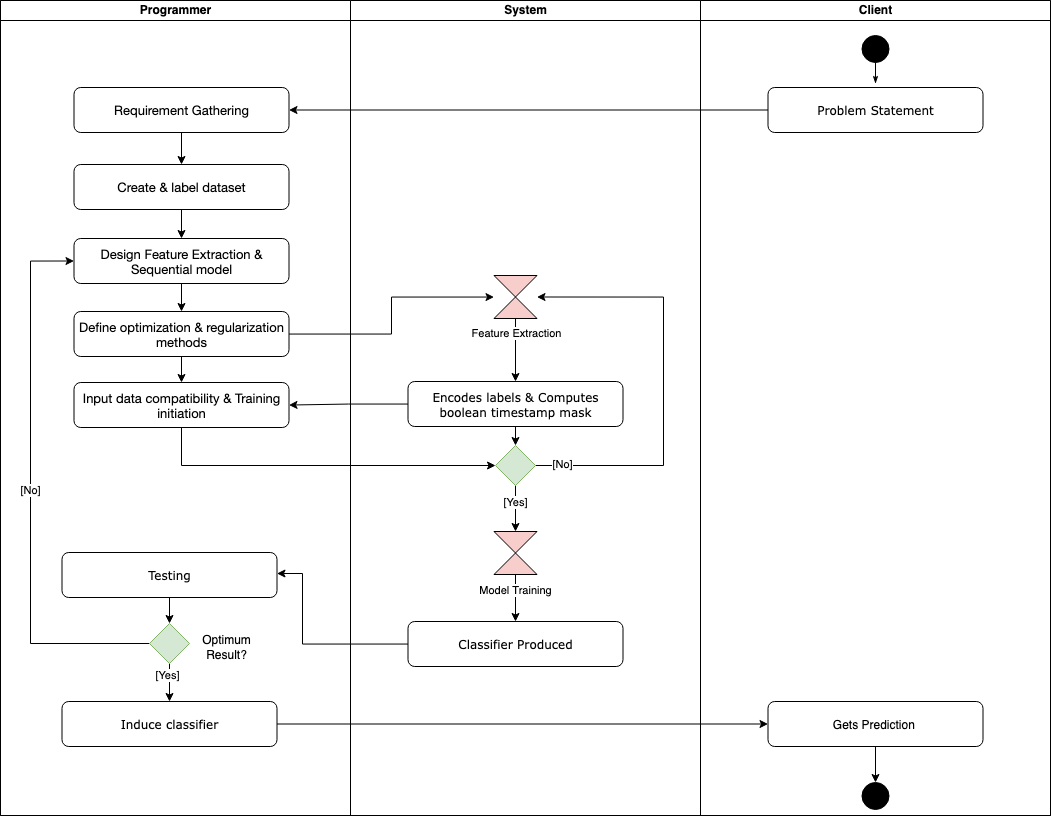 Programmer
System
Client
Problem Statement
Requirement Gathering
Create & label dataset
Design Feature Extraction &
Sequential model
Define optimization & regularization
methods
Feature Extraction
Input data compatibility & Training
initiation
Encodes labels & Computes
boolean timestamp mask
[No]
[Yes]
[No]
Model Training
Testing
Classifier Produced
Optimum
Result?
[Yes]
Induce classifier
Gets Prediction